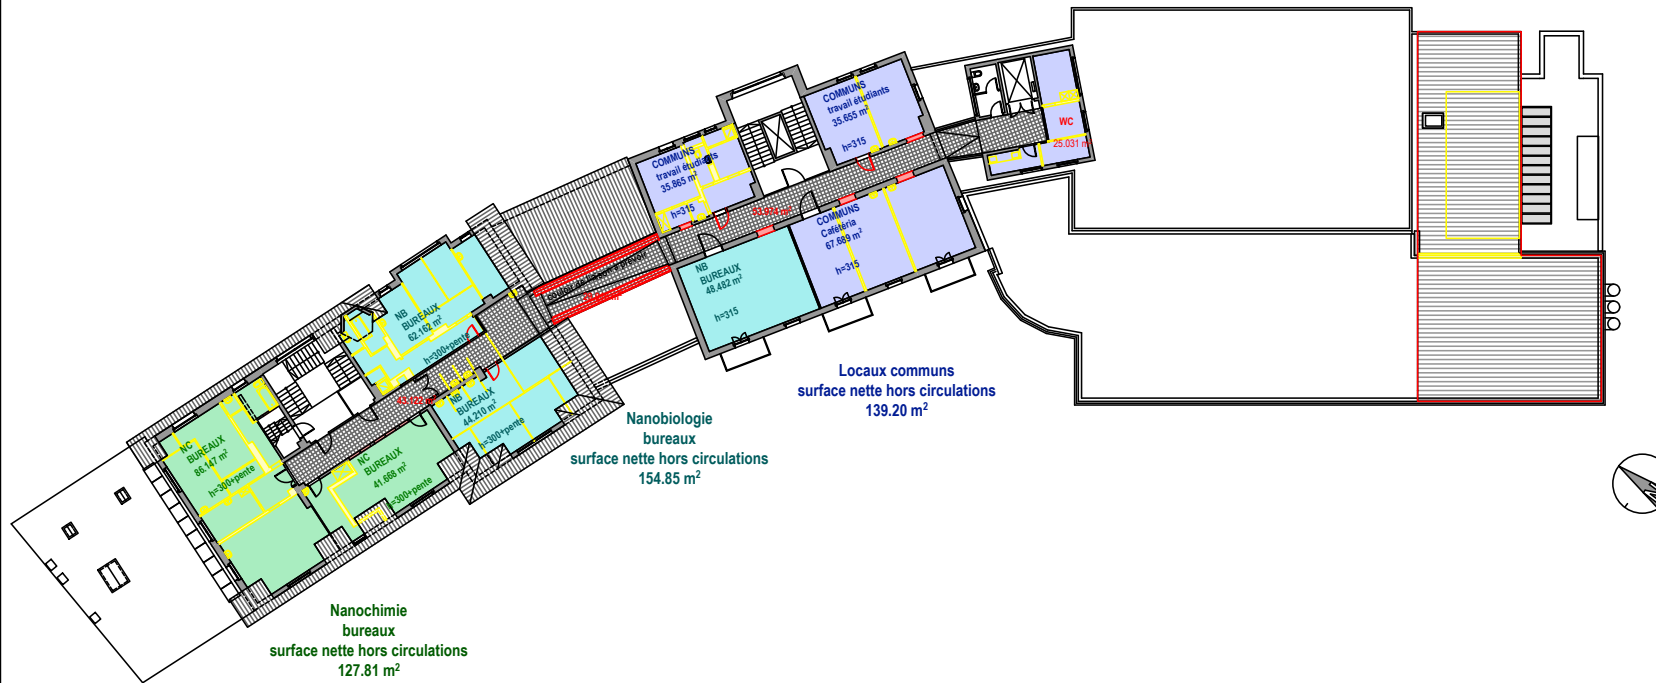 COMMUNS
travail étudiants
35.655 m²
h=315
WC
25.031 m
COMMUNS
travail étudiants
35.865 m²
h=315
COMMUNS
Cafétéria
67.689 m²
h=315
NB
BUREAUX
48.482 m²
h=315
NB
BUREAUX
62.162 m²
h=300+pente
NB
BUREAUX
44.210 m²
h=300+pente
NC
BUREAUX
86.147 m²
h=300+pente
NC
BUREAUX
41.668 m²
h=300+pente
Locaux communs
surface nette hors circulations
139.20 m²
Nanobiologie
bureaux
surface nette hors circulations
154.85 m²
Nanochimie
bureaux
surface nette hors circulations
127.81 m²